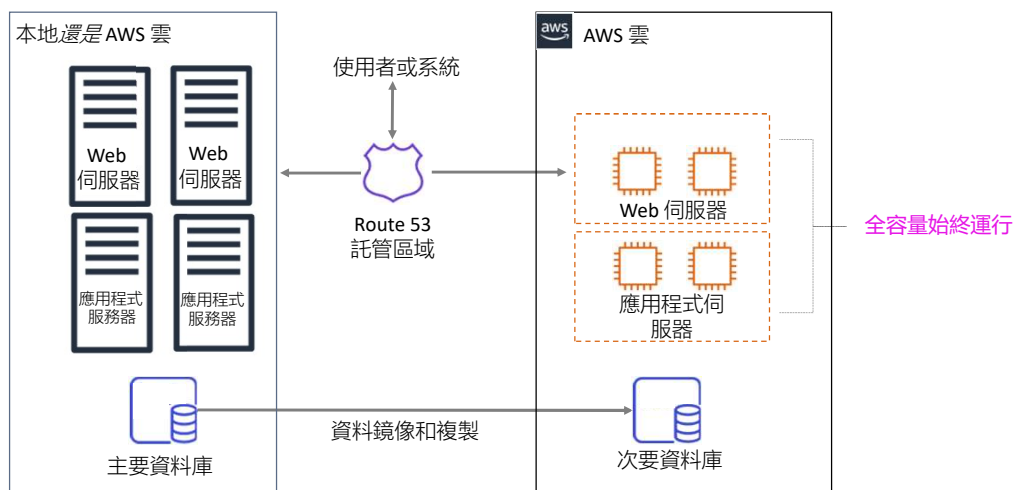 本地還是 AWS 雲
Web
伺服器
Web
伺服器
應用程式
服務器
應用程式
服務器
主要資料庫
使用者或系統
Route 53
託管區域
資料鏡像和複製
aws
AWS 雲
Web 伺服器
應用程式伺
服器
次要資料庫
全容量始終運行